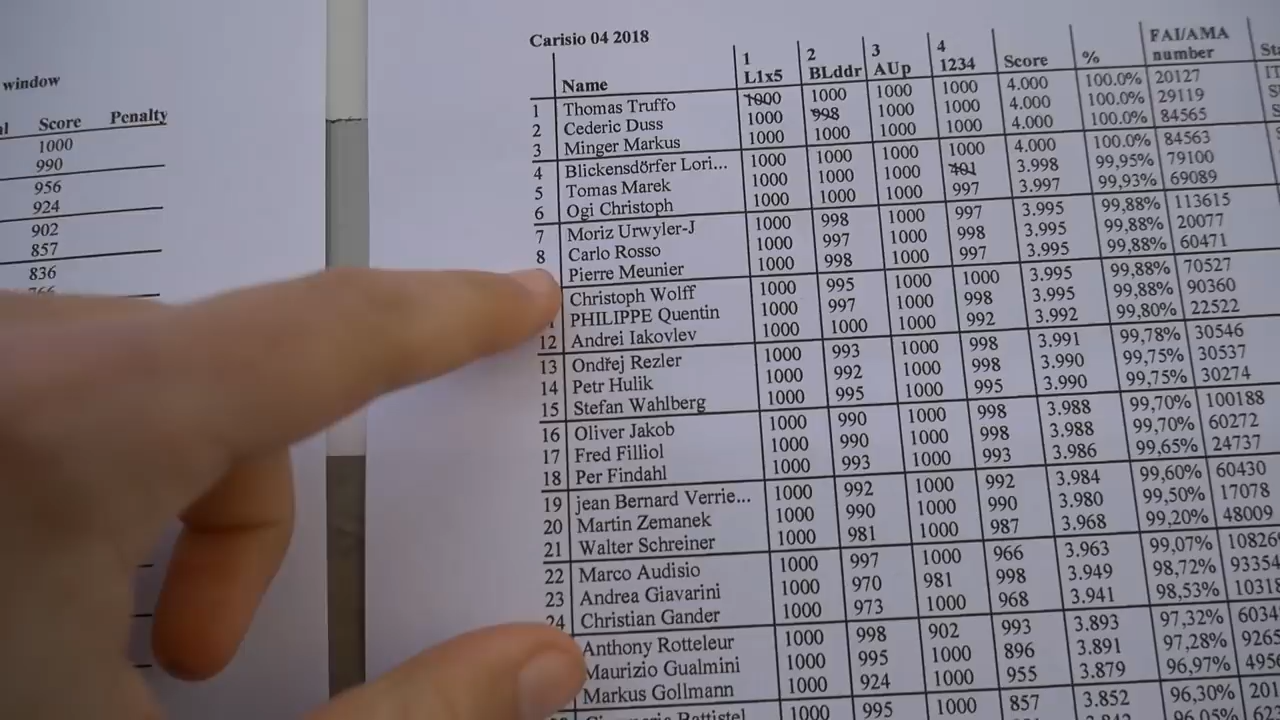 window
Score Penalty
1000
990
956
924
902
857
836
766
Carisio 04 2018
Name 1 L1x5 2 BLddr 3 AUp 4 1234 Score % FAI/AMA number
1 Thomas Truffo 1000 1000 1000 1000 4.000 100.0% 20127
2 Cederic Duss 1000 998 1000 1000 4.000 100.0% 29119
3 Minger Markus 1000 1000 1000 1000 4.000 100.0% 84565
4 Blickensdörfer Lori... 1000 1000 1000 1000 4.000 100.0% 84563
5 Tomas Marek 1000 1000 1000 401 3.998 99,95% 79100
6 Ogi Christoph 1000 1000 1000 997 3.997 99,93% 69089
7 Moriz Urwyler-J 1000 998 1000 997 3.995 99,88% 113615
8 Carlo Rosso 1000 997 1000 998 3.995 99,88% 20077
Pierre Meunier 1000 998 1000 997 3.995 99,88% 60471
Christoph Wolff 1000 995 1000 1000 3.995 99,88% 70527
PHILIPPE Quentin 1000 997 1000 998 3.995 99,88% 90360
12 Andrei Iakovlev 1000 1000 1000 992 3.992 99,80% 22522
13 Ondřej Rezler 1000 993 1000 998 3.991 99,78% 30546
14 Petr Hulik 1000 992 1000 998 3.990 99,75% 30537
15 Stefan Wahlberg 1000 995 1000 995 3.990 99,75% 30274
16 Oliver Jakob 1000 990 1000 998 3.988 99,70% 100188
17 Fred Filliol 1000 990 1000 998 3.988 99,70% 60272
18 Per Findahl 1000 993 1000 993 3.986 99,65% 24737
19 jean Bernard Verrie... 1000 992 1000 992 3.984 99,60% 60430
20 Martin Zemanek 1000 990 1000 990 3.980 99,50% 17078
21 Walter Schreiner 1000 981 1000 987 3.968 99,20% 48009
22 Marco Audisio 1000 997 1000 966 3.963 99,07% 10826
23 Andrea Giavarini 1000 970 981 998 3.949 98,72% 93354
24 Christian Gander 1000 973 1000 968 3.941 98,53% 10315
Anthony Rotteleur 1000 998 902 993 3.893 97,32% 6034
Maurizio Gualmini 1000 995 1000 896 3.891 97,28% 9265
Markus Gollmann 1000 924 1000 955 3.879 96,97% 4956
Battistel 1000 995 1000 857 3.852 96,30% 201